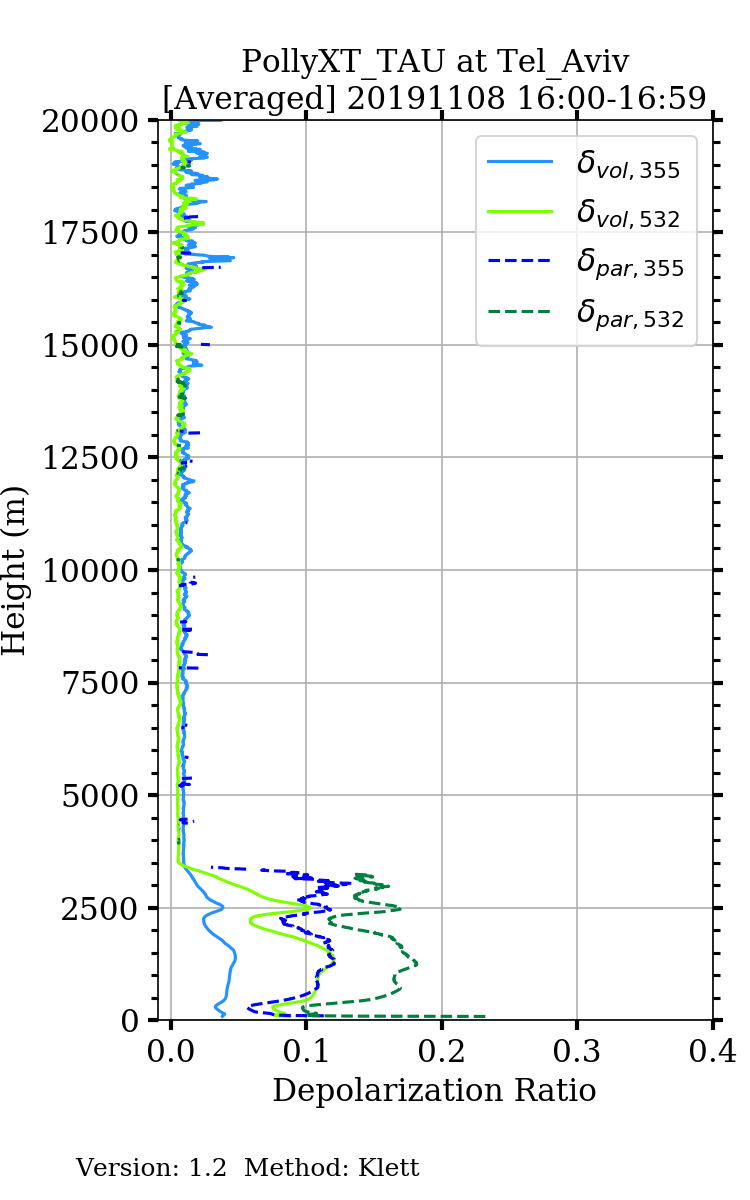 PollyXT_TAU at Tel_Aviv
[Averaged] 20191108 16:00-16:59
20000
17500
15000
12500
10000
7500
5000
2500
0
Height (m)
δvol, 355
δvol, 532
δpar, 355
δpar, 532
0.0 0.1 0.2 0.3 0.4
Depolarization Ratio
Version: 1.2 Method: Klett